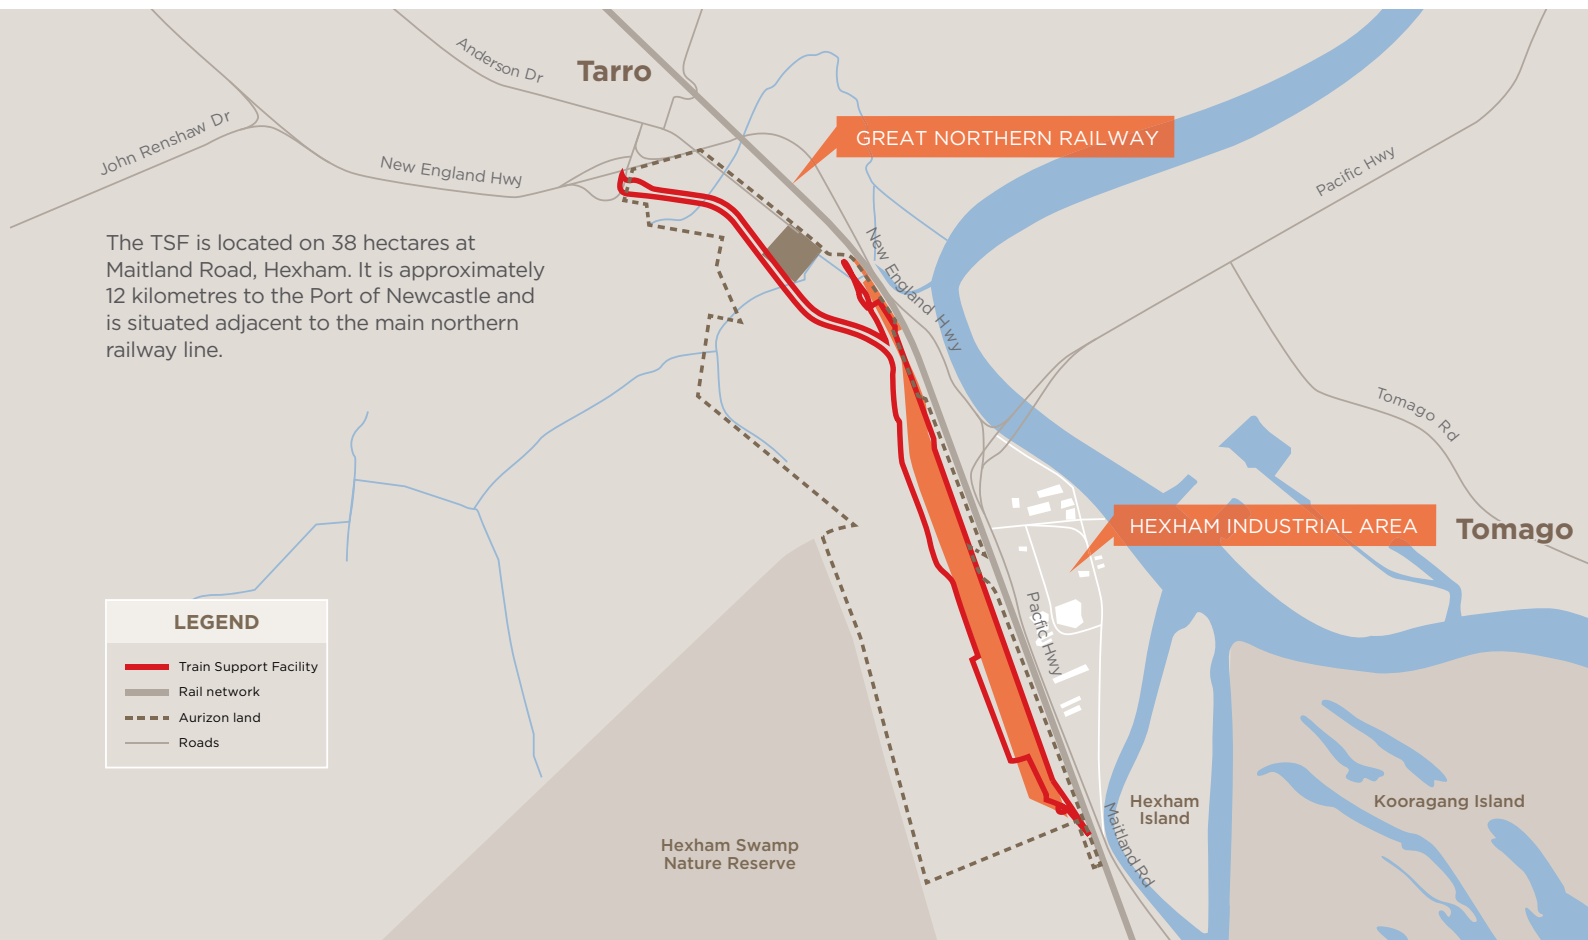 Tarro
Anderson Dr
John Renshaw Dr
New England Hwy
GREAT NORTHERN RAILWAY
Pacific Hwy
The TSF is located on 38 hectares at
Maitland Road, Hexham. It is approximately
12 kilometres to the Port of Newcastle and
is situated adjacent to the main northern
railway line.
New England Hwy
Tomago Rd
HEXHAM INDUSTRIAL AREA
Tomago
Pacfic Hwy
LEGEND
Train Support Facility
Rail network
Aurizon land
Roads
Hexham
Island
Kooragang Island
Maitland Rd
Hexham Swamp
Nature Reserve